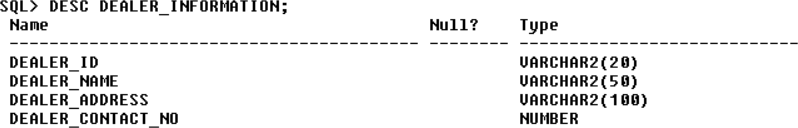 SQL> DESC DEALER_INFORMATION;
Name Null? Type
----------------------------------------- -------- ----------------------------
DEALER_ID VARCHAR2(20)
DEALER_NAME VARCHAR2(50)
DEALER_ADDRESS VARCHAR2(100)
DEALER_CONTACT_NO NUMBER